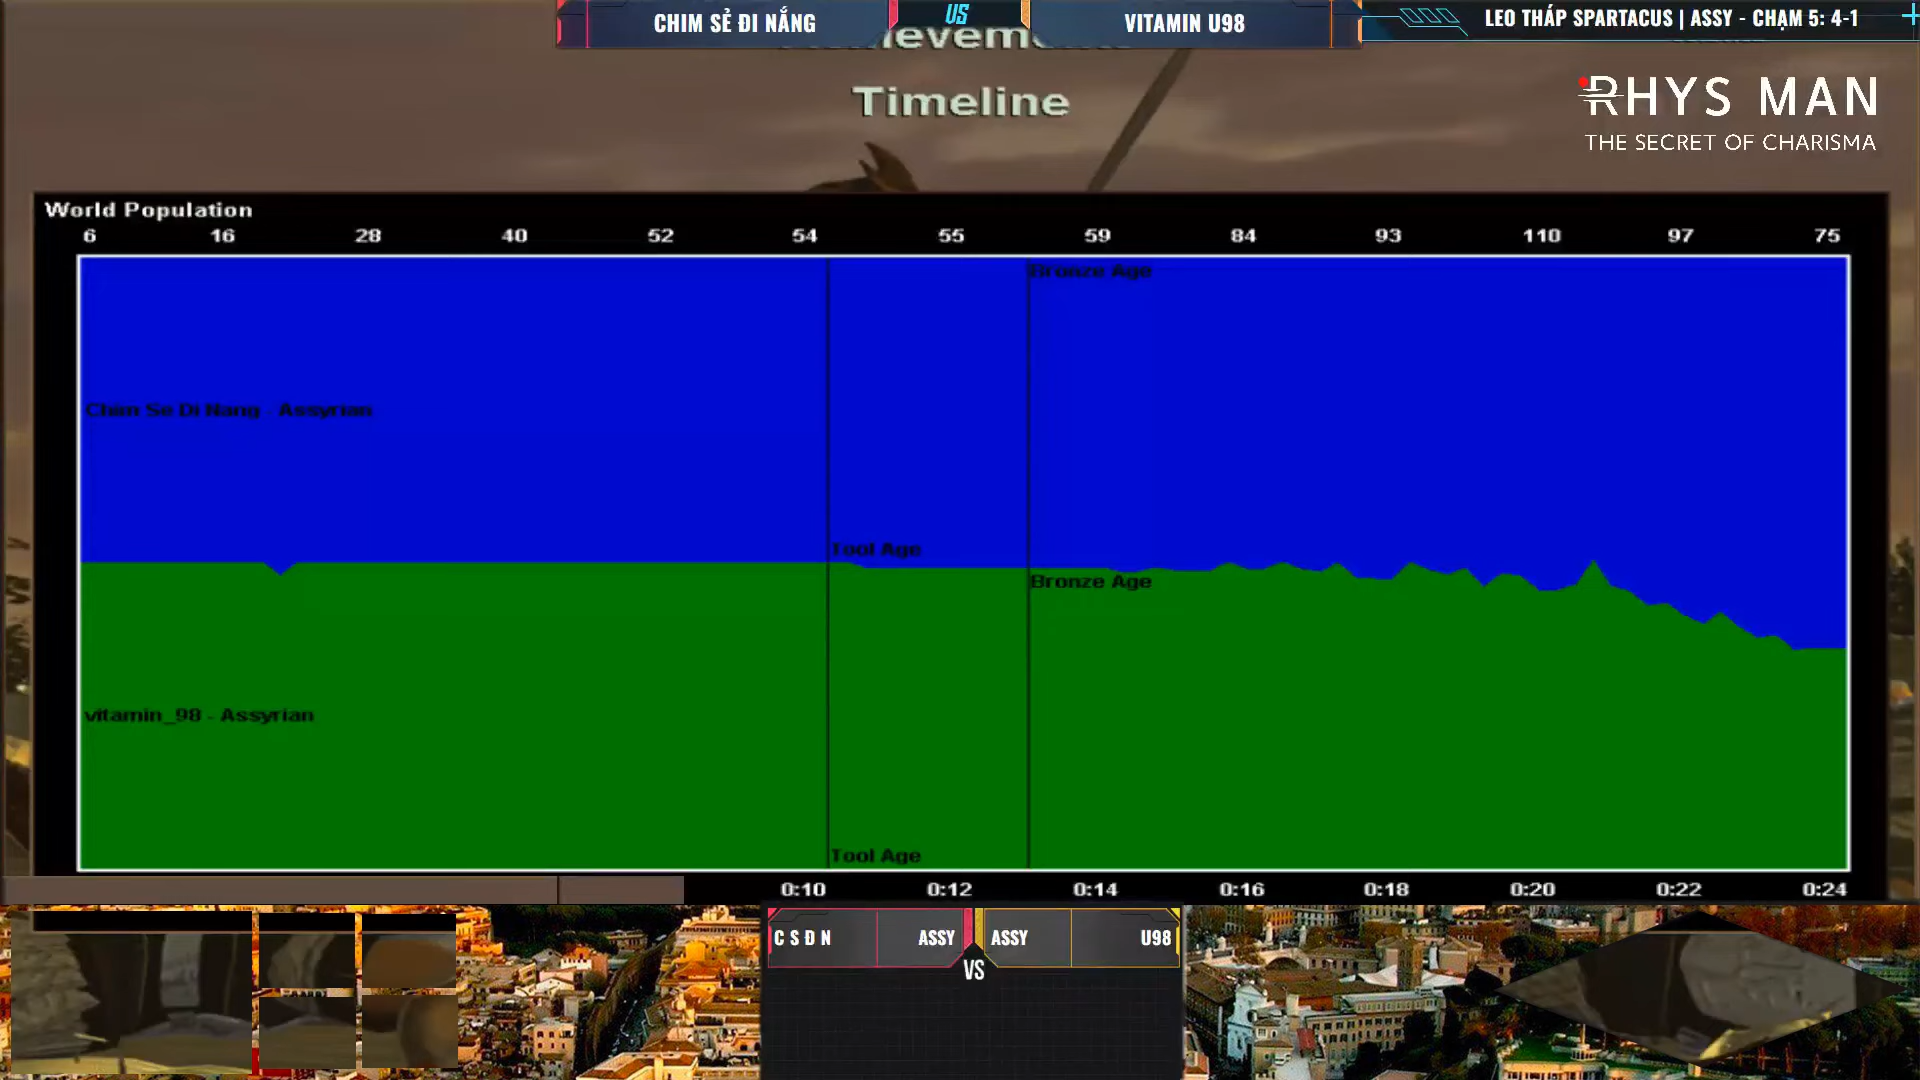 CHIM SẺ ĐI NẮNG
VS
VITAMIN U98
LEO THÁP SPARTACUS | ASSY - CHẠM 5: 4-1
Timeline
RHYS MAN
THE SECRET OF CHARISMA
World Population
6 16 28 40 52 54 55 59 84 93 110 97 75
Bronze Age
Chim Se Di Nang - Assyrian
Tool Age
Bronze Age
vitamin_98 - Assyrian
Tool Age
0:10 0:12 0:14 0:16 0:18 0:20 0:22 0:24
C S Đ N ASSY ASSY U98
VS